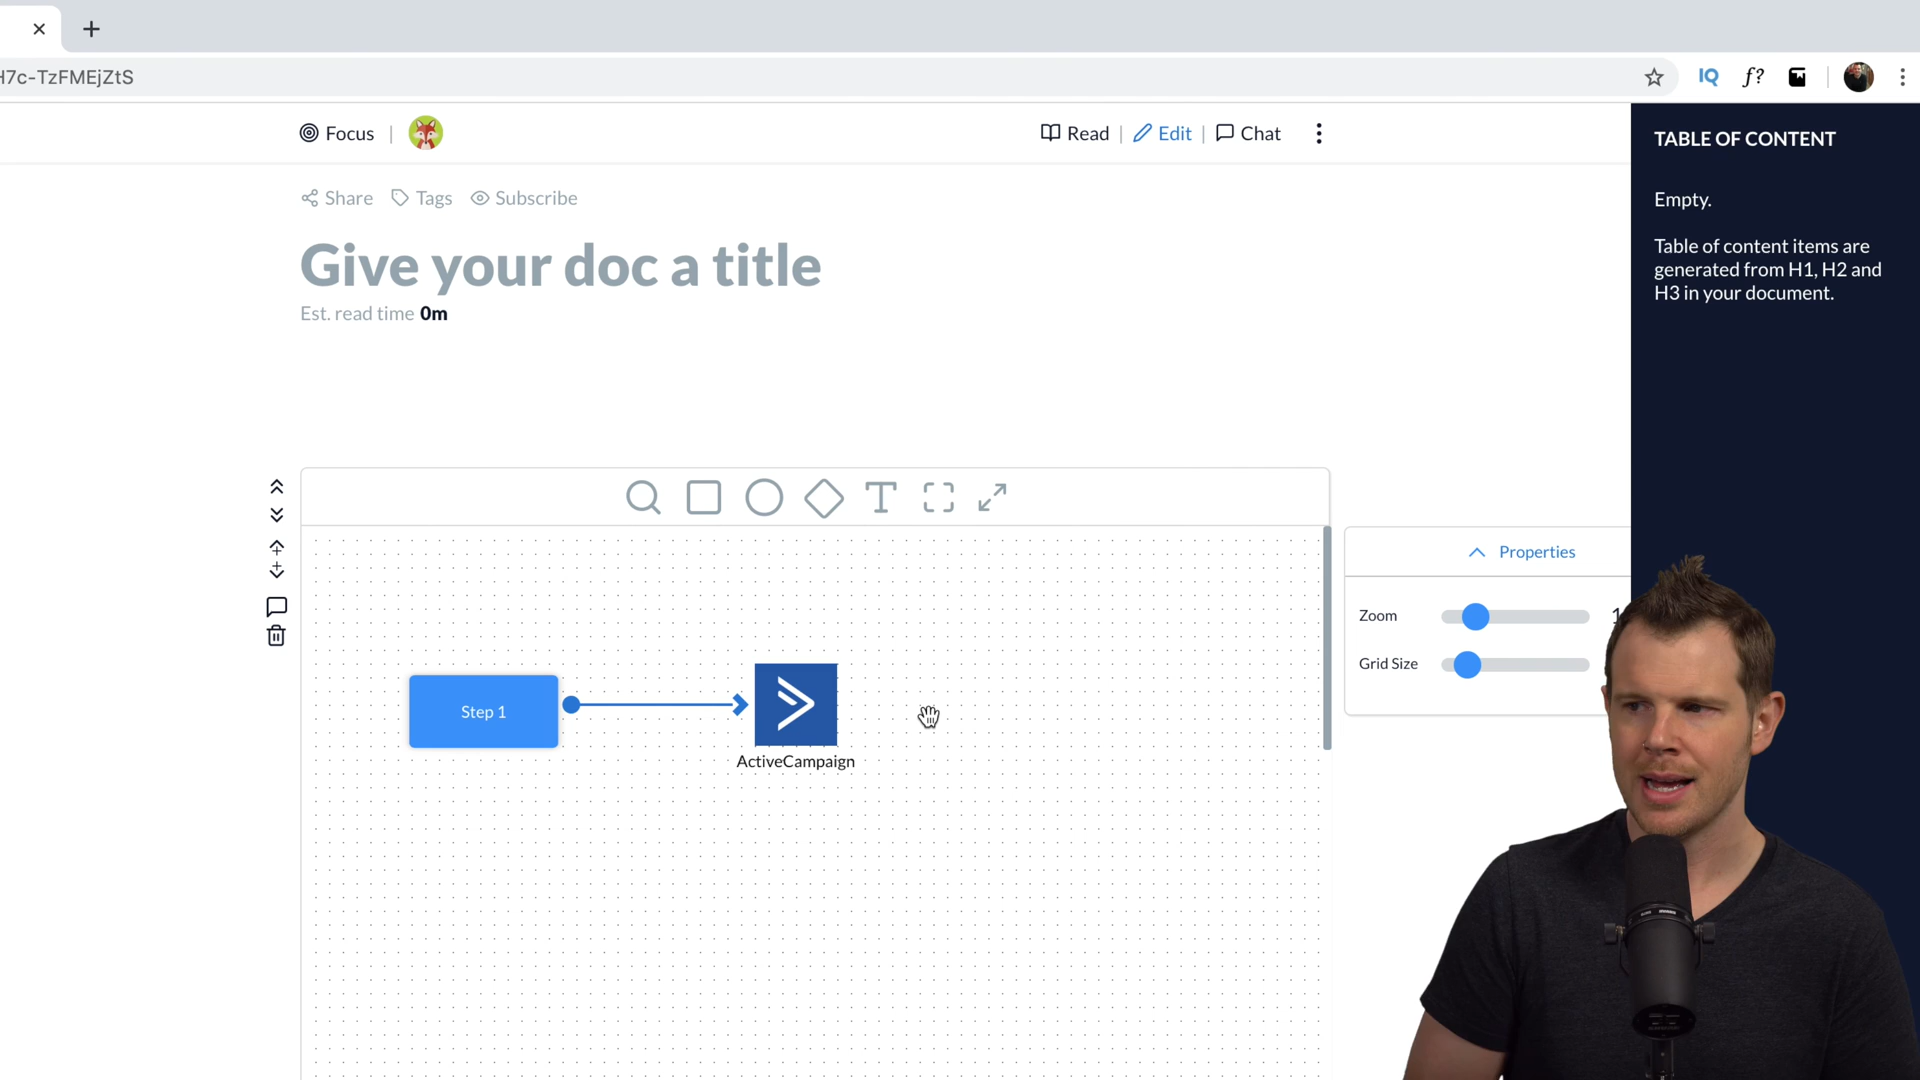 H7c-TzFMEjZtS
IQ
f?
Focus
Read
Edit
Chat
TABLE OF CONTENT
Share
Tags
Subscribe
Empty.
Give your doc a title
Table of content items are
generated from H1, H2 and
H3 in your document.
Est. read time 0m
T
Properties
Zoom
1
Grid Size
Step 1
ActiveCampaign